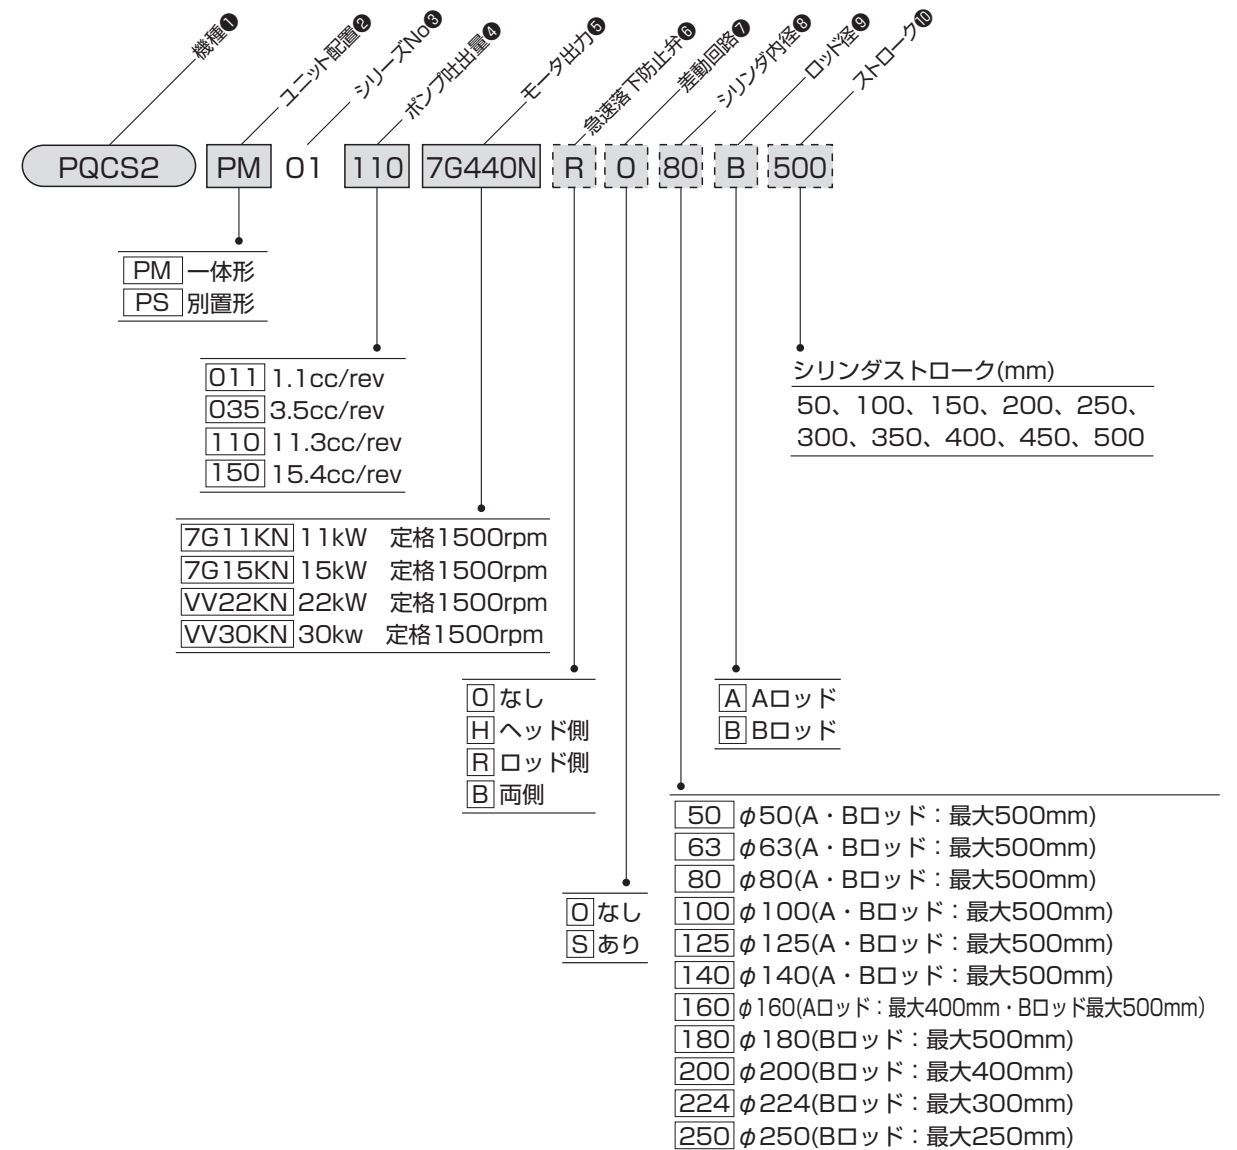 機種❶
ユニット配置❷
シリーズNo❸
ポンプ吐出量❹
モータ出力❺
急速落下防止弁❻
差動回路❼
シリンダ内径❽
ロッド径❾
ストローク❿
PQCS2 PM 01 110 7G440N R 0 80 B 500
PM 一体形
PS 別置形
011 1.1cc/rev
035 3.5cc/rev
110 11.3cc/rev
150 15.4cc/rev
シリンダストローク(mm)
50、100、150、200、250、
300、350、400、450、500
7G11KN 11kW 定格1500rpm
7G15KN 15kW 定格1500rpm
VV22KN 22kW 定格1500rpm
VV30KN 30kw 定格1500rpm
0 なし
H ヘッド側
R ロッド側
B 両側
A Aロッド
B Bロッド
0 なし
S あり
50 φ50(A・Bロッド：最大500mm)
63 φ63(A・Bロッド：最大500mm)
80 φ80(A・Bロッド：最大500mm)
100 φ100(A・Bロッド：最大500mm)
125 φ125(A・Bロッド：最大500mm)
140 φ140(A・Bロッド：最大500mm)
160 φ160(Aロッド：最大400mm・Bロッド最大500mm)
180 φ180(Bロッド：最大500mm)
200 φ200(Bロッド：最大400mm)
224 φ224(Bロッド：最大300mm)
250 φ250(Bロッド：最大250mm)